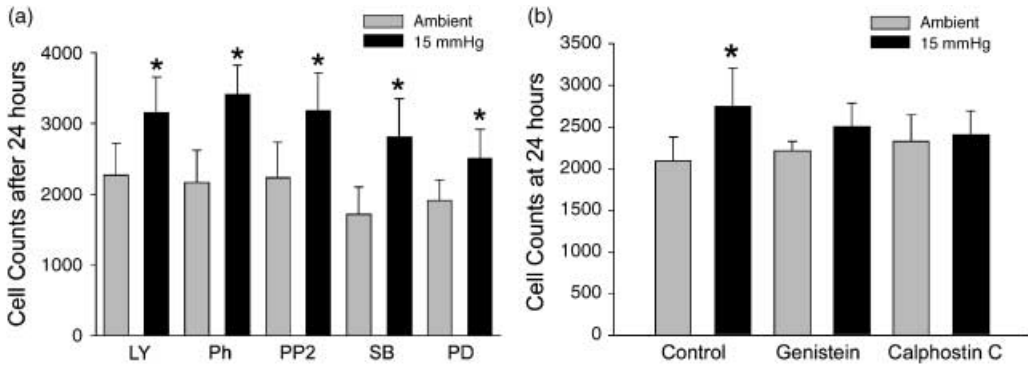 (a)
Ambient
15 mmHg
Cell Counts after 24 hours
4000
3000
2000
1000
0
* * * * *
LY Ph PP2 SB PD
(b)
Ambient
15 mmHg
Cell Counts at 24 hours
3500
3000
2500
2000
1500
1000
500
0
*
Control Genistein Calphostin C